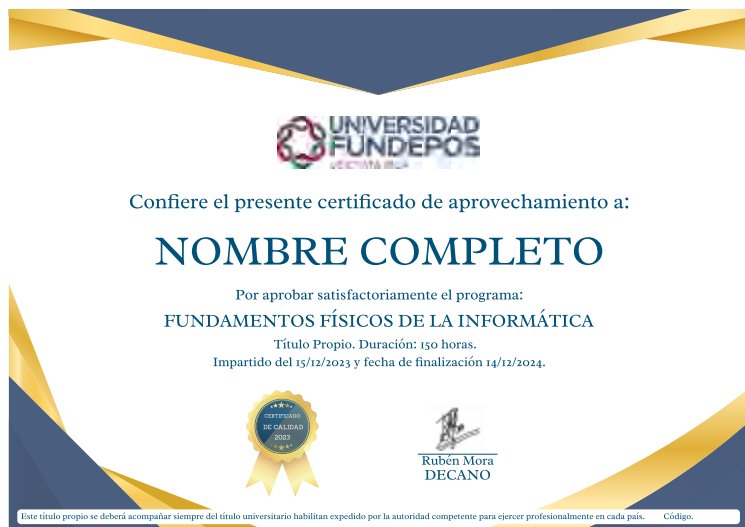 UNIVERSIDAD
FUNDEPOS
Confiere el presente certificado de aprovechamiento a:
NOMBRE COMPLETO
Por aprobar satisfactoriamente el programa:
FUNDAMENTOS FÍSICOS DE LA INFORMÁTICA
Título Propio. Duración: 150 horas.
Impartido del 15/12/2023 y fecha de finalización 14/12/2024.
CERTIFICADO
DE CALIDAD
2023
Rubén Mora
DECANO
Este título propio se deberá acompañar siempre del título universitario habilitan expedido por la autoridad competente para ejercer profesionalmente en cada país. Código.